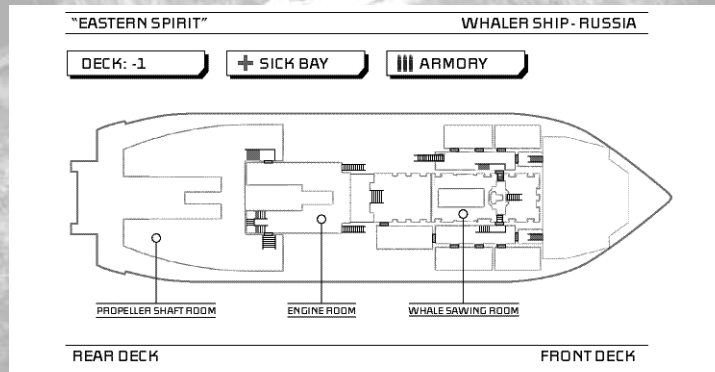 "EASTERN SPIRIT" WHALER SHIP - RUSSIA
DECK: -1 SICK BAY ARMORY
PROPELLER SHAFT ROOM ENGINE ROOM WHALE SAWING ROOM
REAR DECK FRONT DECK